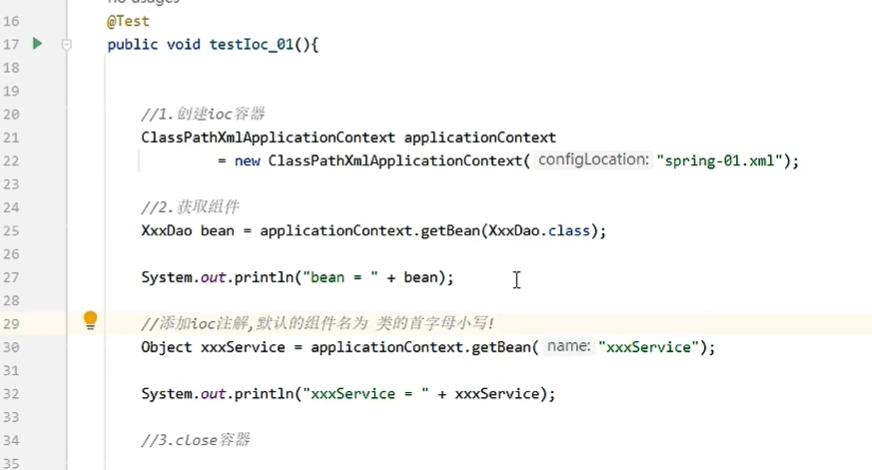 no usages
16 @Test
17 public void testIoc_01(){
18
19
20 //1.创建ioc容器
21 ClassPathXmlApplicationContext applicationContext
22 = new ClassPathXmlApplicationContext( configLocation: "spring-01.xml");
23
24 //2.获取组件
25 XxxDao bean = applicationContext.getBean(XxxDao.class);
26
27 System.out.println("bean = " + bean);
28
29 //添加ioc注解,默认的组件名为 类的首字母小写!
30 Object xxxService = applicationContext.getBean( name: "xxxService");
31
32 System.out.println("xxxService = " + xxxService);
33
34 //3.close容器
35